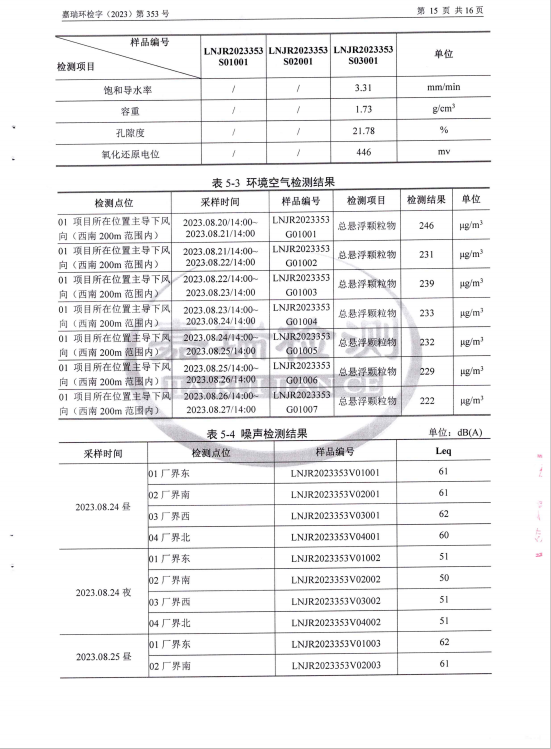 嘉瑞环检字（2023）第 353 号 第 15 页 共 16 页
样品编号 LNJR2023353 LNJR2023353 LNJR2023353 单位
检测项目 S01001 S02001 S03001
饱和导水率 / / 3.31 mm/min
容重 / / 1.73 g/cm³
孔隙度 / / 21.78 %
氧化还原电位 / / 446 mv
表 5-3 环境空气检测结果
检测点位 采样时间 样品编号 检测项目 检测结果 单位
01 项目所在位置主导下风 2023.08.20/14:00~ LNJR2023353 总悬浮颗粒物 246 μg/m³
向（西南 200m 范围内） 2023.08.21/14:00 G01001
01 项目所在位置主导下风 2023.08.21/14:00~ LNJR2023353 总悬浮颗粒物 231 μg/m³
向（西南 200m 范围内） 2023.08.22/14:00 G01002
01 项目所在位置主导下风 2023.08.22/14:00~ LNJR2023353 总悬浮颗粒物 239 μg/m³
向（西南 200m 范围内） 2023.08.23/14:00 G01003
01 项目所在位置主导下风 2023.08.23/14:00~ LNJR2023353 总悬浮颗粒物 233 μg/m³
向（西南 200m 范围内） 2023.08.24/14:00 G01004
01 项目所在位置主导下风 2023.08.24/14:00~ LNJR2023353 总悬浮颗粒物 232 μg/m³
向（西南 200m 范围内） 2023.08.25/14:00 G01005
01 项目所在位置主导下风 2023.08.25/14:00~ LNJR2023353 总悬浮颗粒物 229 μg/m³
向（西南 200m 范围内） 2023.08.26/14:00 G01006
01 项目所在位置主导下风 2023.08.26/14:00~ LNJR2023353 总悬浮颗粒物 222 μg/m³
向（西南 200m 范围内） 2023.08.27/14:00 G01007
嘉瑞检测
表 5-4 噪声检测结果 单位：dB(A)
采样时间 检测点位 样品编号 Leq
2023.08.24 昼 01 厂界东 LNJR2023353V01001 61
02 厂界南 LNJR2023353V02001 61
03 厂界西 LNJR2023353V03001 62
04 厂界北 LNJR2023353V04001 60
2023.08.24 夜 01 厂界东 LNJR2023353V01002 51
02 厂界南 LNJR2023353V02002 50
03 厂界西 LNJR2023353V03002 51
04 厂界北 LNJR2023353V04002 51
2023.08.25 昼 01 厂界东 LNJR2023353V01003 62
02 厂界南 LNJR2023353V02003 61